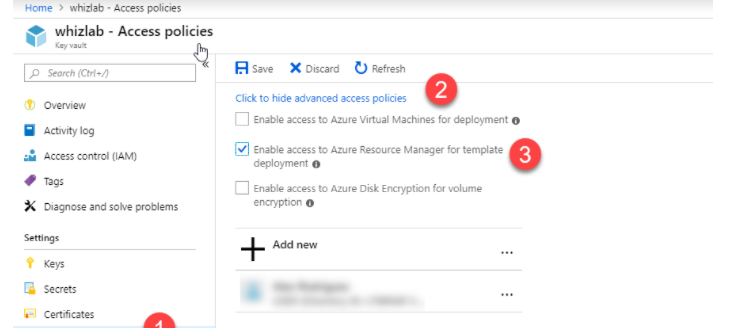 Home > whizlab - Access policies
whizlab - Access policies
Key vault
Search (Ctrl+/)
Overview
Activity log
Access control (IAM)
Tags
Diagnose and solve problems
Settings
Keys
Secrets
Certificates
1
Save Discard Refresh
Click to hide advanced access policies
2
Enable access to Azure Virtual Machines for deployment
Enable access to Azure Resource Manager for template
deployment
3
Enable access to Azure Disk Encryption for volume
encryption
Add new